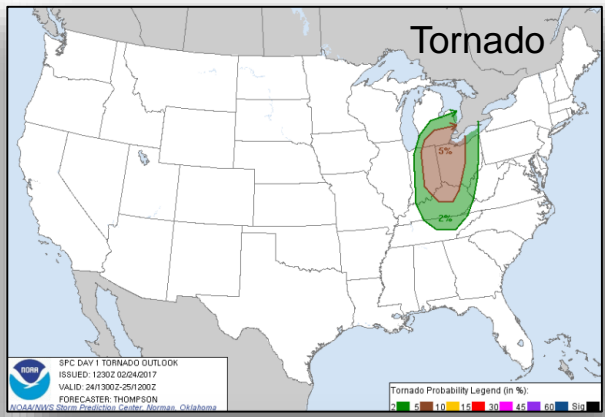 Tornado
5%
2%
NOAA
SPC DAY 1 TORNADO OUTLOOK
ISSUED: 1230Z 02/24/2017
VALID: 24/1300Z-25/1200Z
FORECASTER: THOMPSON
NOAA/NWS Storm Prediction Center, Norman, Oklahoma
Tornado Probability Legend (in %):
2 5 10 15 30 45 60 Sig